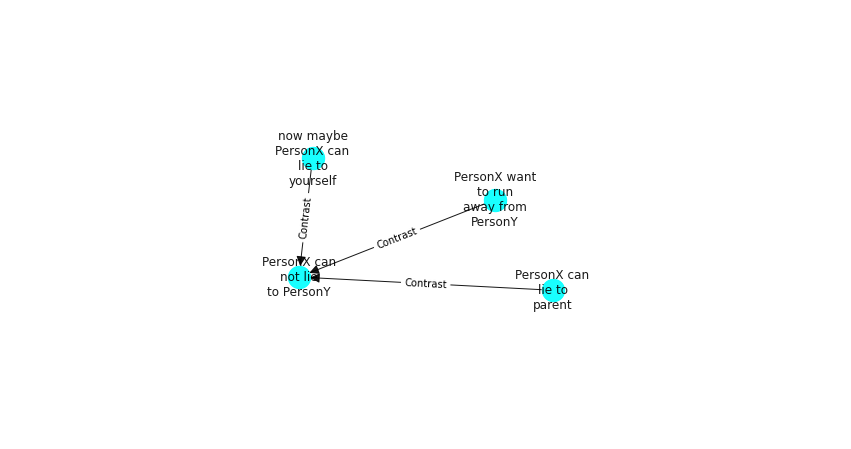 now maybe
PersonX can
lie to
yourself
PersonX want
to run
away from
PersonY
Contrast
Contrast
PersonX can
not lie
to PersonY
Contrast
PersonX can
lie to
parent